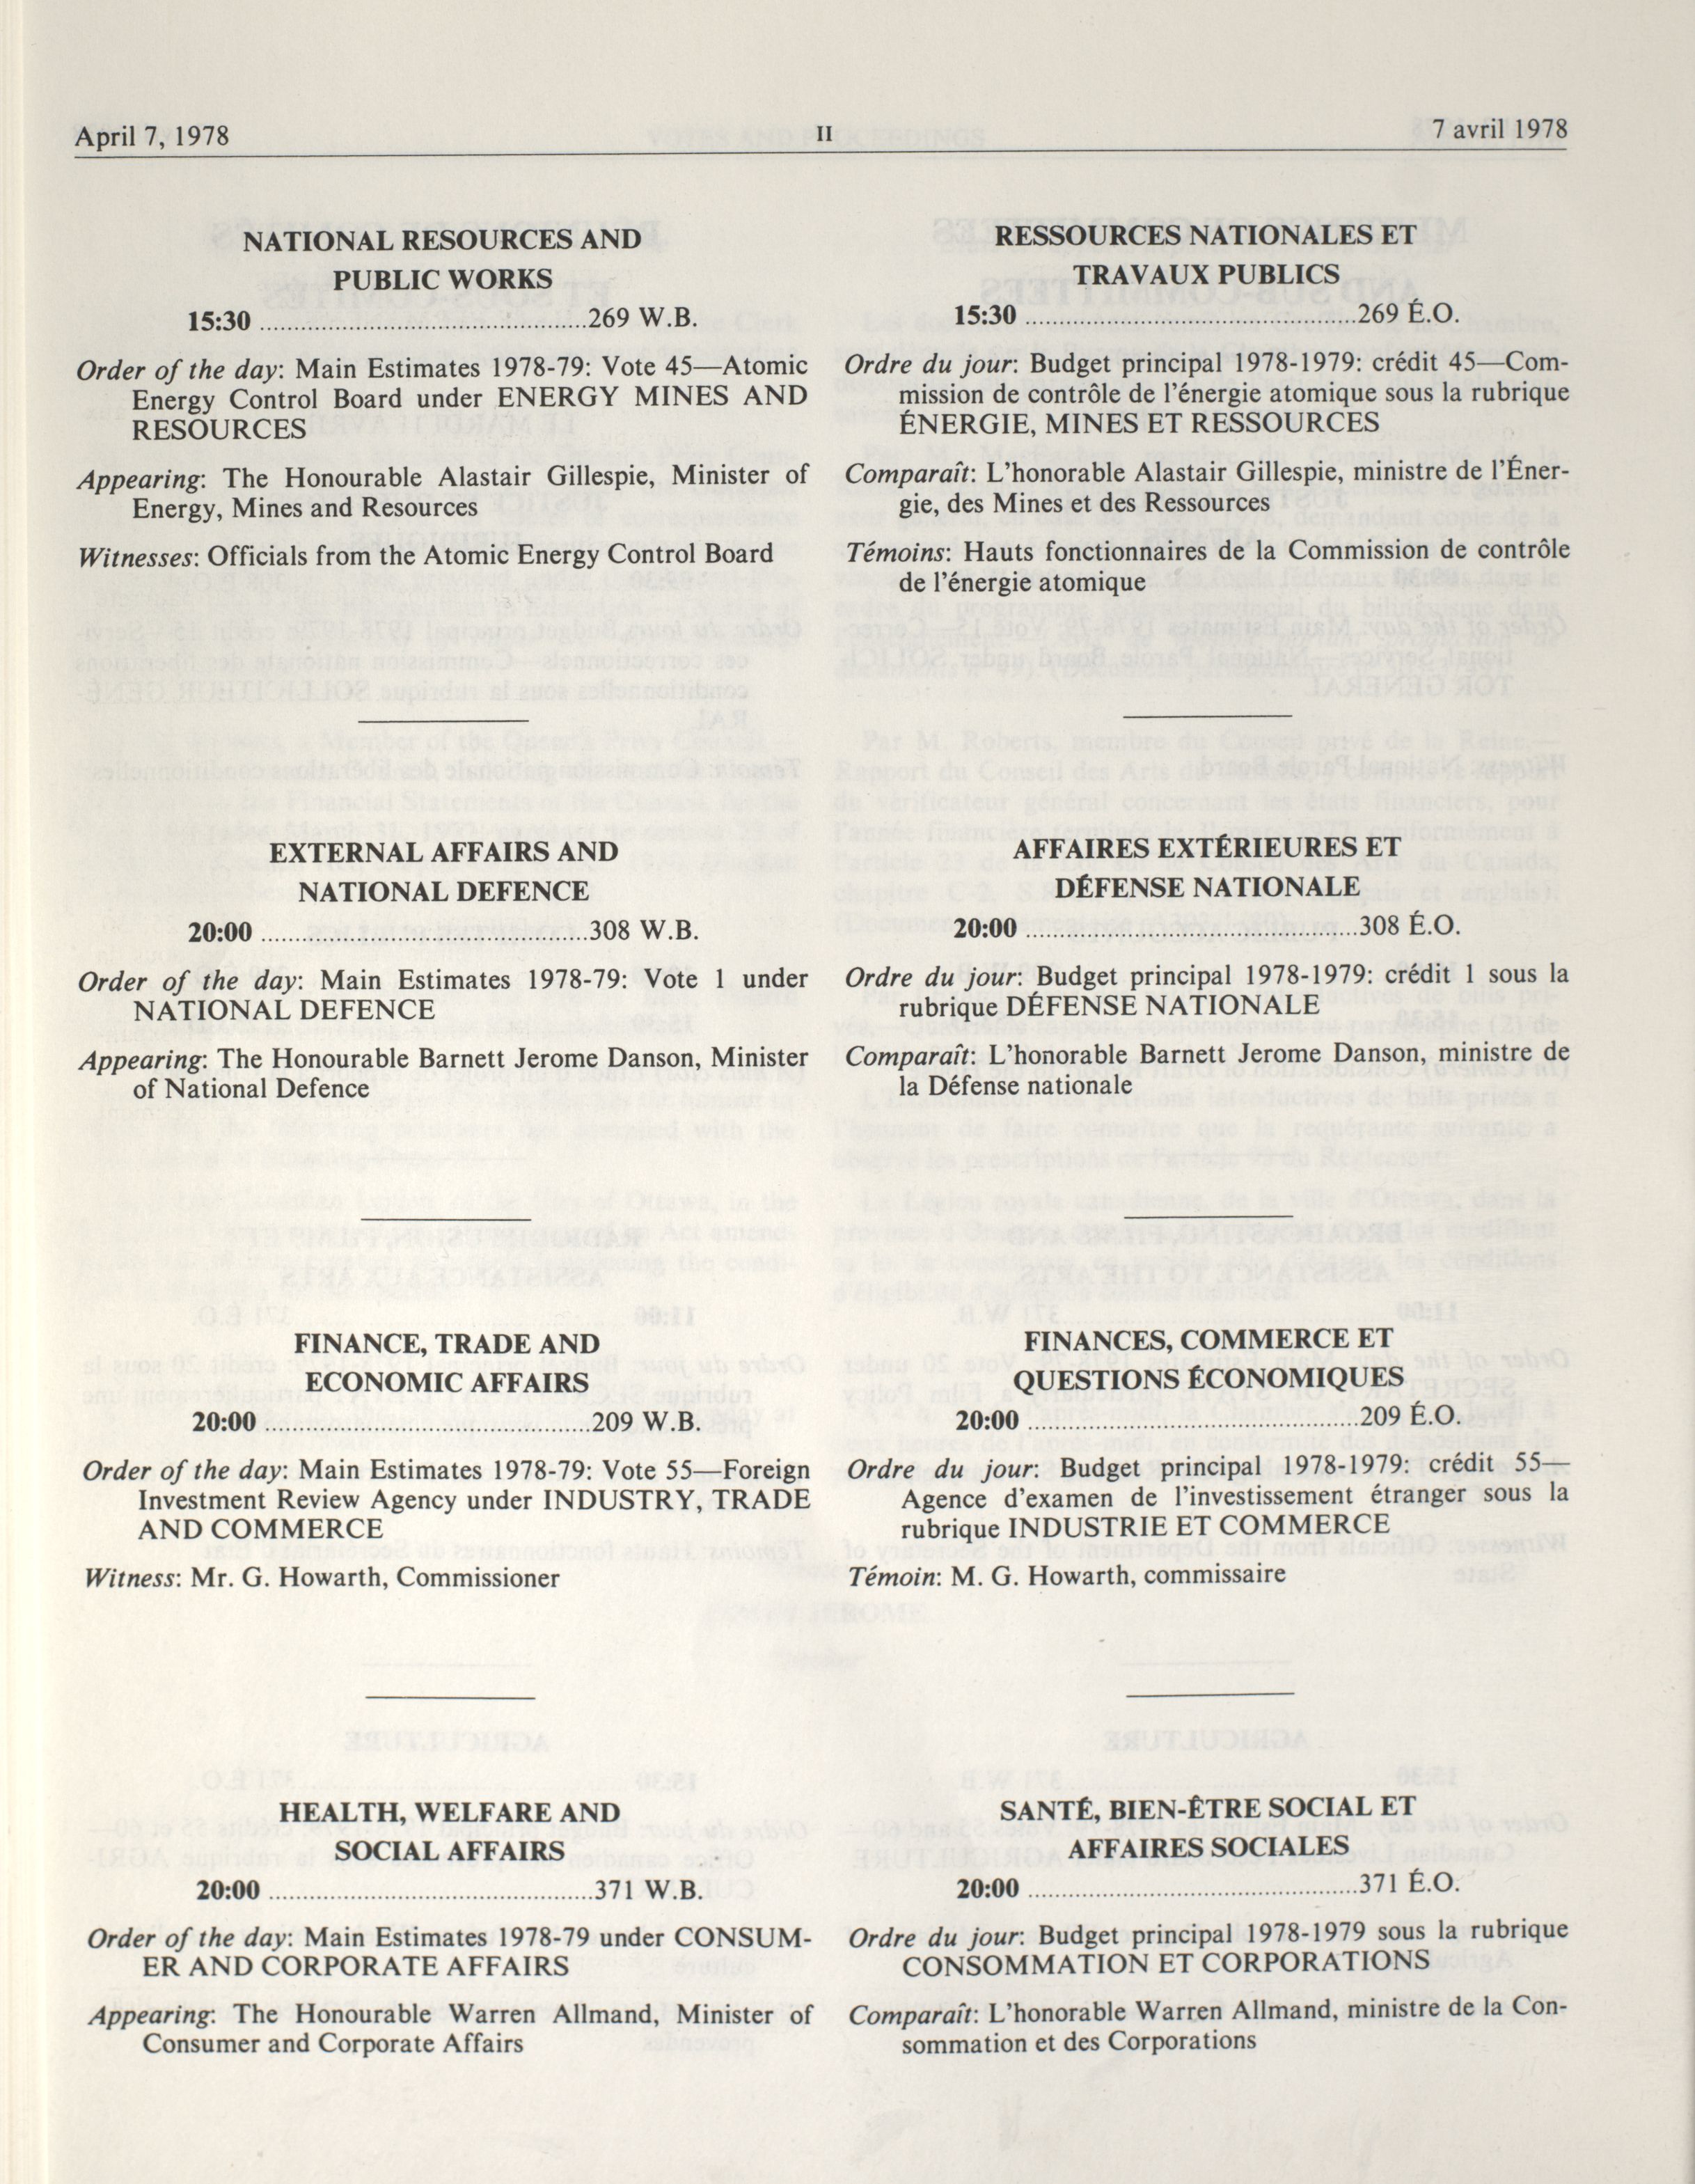 April 7, 1978
II
7 avril 1978
NATIONAL RESOURCES AND
PUBLIC WORKS
15:30 ..........................................269 W.B.
Order of the day: Main Estimates 1978-79: Vote 45—Atomic
Energy Control Board under ENERGY MINES AND
RESOURCES
Appearing: The Honourable Alastair Gillespie, Minister of
Energy, Mines and Resources
Witnesses: Officials from the Atomic Energy Control Board
EXTERNAL AFFAIRS AND
NATIONAL DEFENCE
20:00 ..........................................308 W.B.
Order of the day: Main Estimates 1978-79: Vote 1 under
NATIONAL DEFENCE
Appearing: The Honourable Barnett Jerome Danson, Minister
of National Defence
FINANCE, TRADE AND
ECONOMIC AFFAIRS
20:00 ..........................................209 W.B.
Order of the day: Main Estimates 1978-79: Vote 55—Foreign
Investment Review Agency under INDUSTRY, TRADE
AND COMMERCE
Witness: Mr. G. Howarth, Commissioner
HEALTH, WELFARE AND
SOCIAL AFFAIRS
20:00 ..........................................371 W.B.
Order of the day: Main Estimates 1978-79 under CONSUM-
ER AND CORPORATE AFFAIRS
Appearing: The Honourable Warren Allmand, Minister of
Consumer and Corporate Affairs
RESSOURCES NATIONALES ET
TRAVAUX PUBLICS
15:30 ..........................................269 É.O.
Ordre du jour: Budget principal 1978-1979: crédit 45—Com-
mission de contrôle de l'énergie atomique sous la rubrique
ÉNERGIE, MINES ET RESSOURCES
Comparaît: L'honorable Alastair Gillespie, ministre de l'Éner-
gie, des Mines et des Ressources
Témoins: Hauts fonctionnaires de la Commission de contrôle
de l'énergie atomique
AFFAIRES EXTÉRIEURES ET
DÉFENSE NATIONALE
20:00 ..........................................308 É.O.
Ordre du jour: Budget principal 1978-1979: crédit 1 sous la
rubrique DÉFENSE NATIONALE
Comparaît: L'honorable Barnett Jerome Danson, ministre de
la Défense nationale
FINANCES, COMMERCE ET
QUESTIONS ÉCONOMIQUES
20:00 ..........................................209 É.O.
Ordre du jour: Budget principal 1978-1979: crédit 55—
Agence d'examen de l'investissement étranger sous la
rubrique INDUSTRIE ET COMMERCE
Témoin: M. G. Howarth, commissaire
SANTÉ, BIEN-ÊTRE SOCIAL ET
AFFAIRES SOCIALES
20:00 ..........................................371 É.O.
Ordre du jour: Budget principal 1978-1979 sous la rubrique
CONSOMMATION ET CORPORATIONS
Comparaît: L'honorable Warren Allmand, ministre de la Con-
sommation et des Corporations